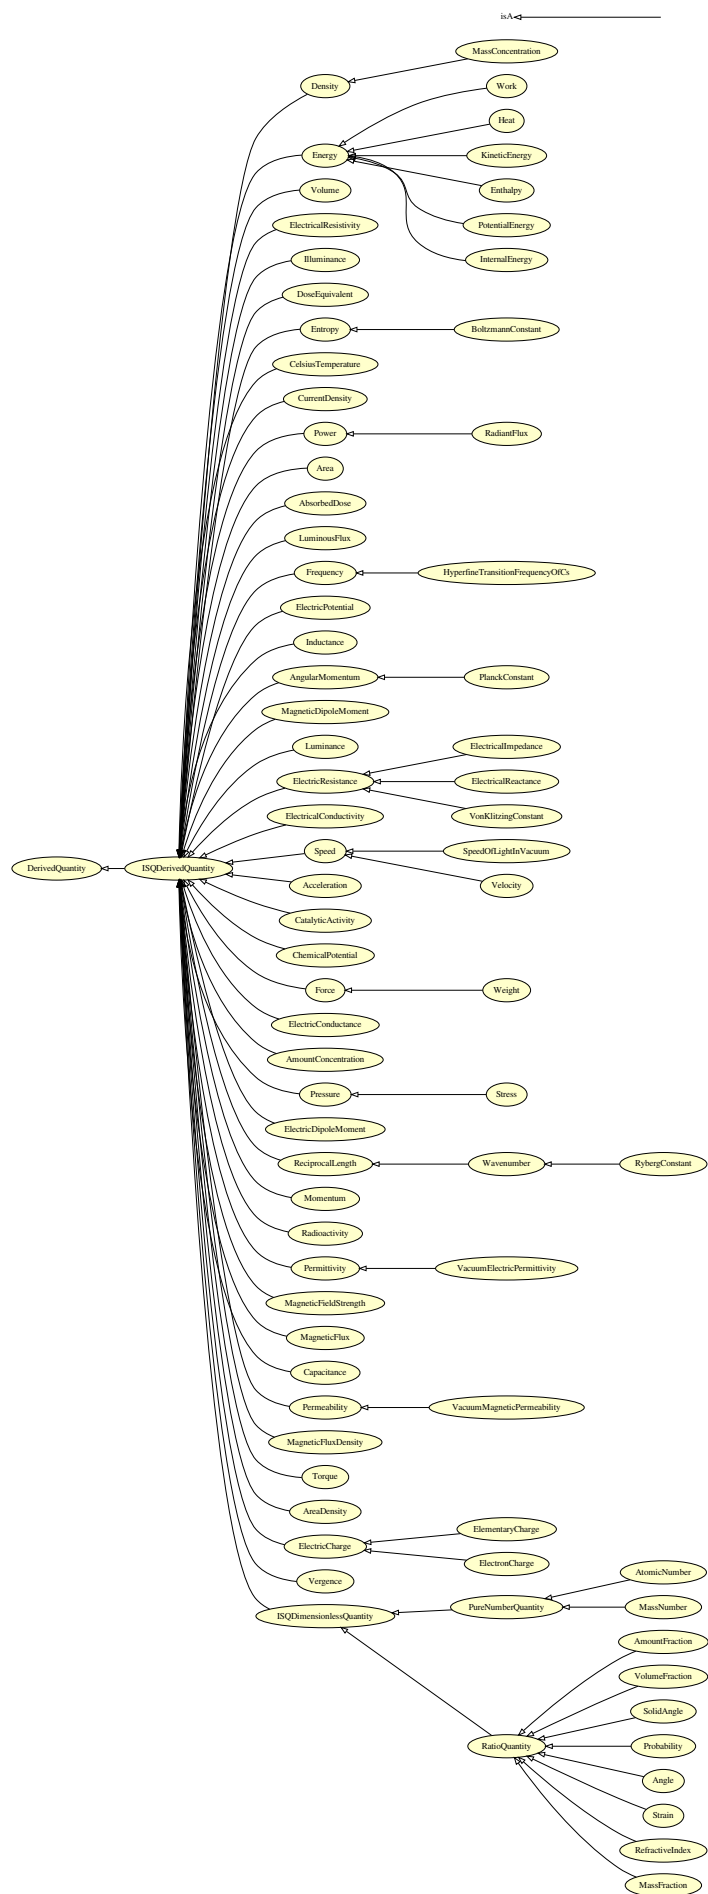 isA
MassConcentration
Density
Work
Heat
Energy
KineticEnergy
Volume
Enthalpy
ElectricalResistivity
PotentialEnergy
Illuminance
InternalEnergy
DoseEquivalent
Entropy
BoltzmannConstant
CelsiusTemperature
CurrentDensity
Power
RadiantFlux
Area
AbsorbedDose
LuminousFlux
Frequency
HyperfineTransitionFrequencyOfCs
ElectricPotential
Inductance
AngularMomentum
PlanckConstant
MagneticDipoleMoment
Luminance
ElectricalImpedance
ElectricResistance
ElectricalReactance
ElectricalConductivity
VonKlitzingConstant
Speed
SpeedOfLightInVacuum
DerivedQuantity
ISQDerivedQuantity
Acceleration
Velocity
CatalyticActivity
ChemicalPotential
Force
Weight
ElectricConductance
AmountConcentration
Pressure
Stress
ElectricDipoleMoment
ReciprocalLength
Wavenumber
RybergConstant
Momentum
Radioactivity
Permittivity
VacuumElectricPermittivity
MagneticFieldStrength
MagneticFlux
Capacitance
Permeability
VacuumMagneticPermeability
MagneticFluxDensity
Torque
AreaDensity
ElementaryCharge
ElectricCharge
ElectronCharge
Vergence
AtomicNumber
ISQDimensionlessQuantity
PureNumberQuantity
MassNumber
AmountFraction
VolumeFraction
SolidAngle
RatioQuantity
Probability
Angle
Strain
RefractiveIndex
MassFraction